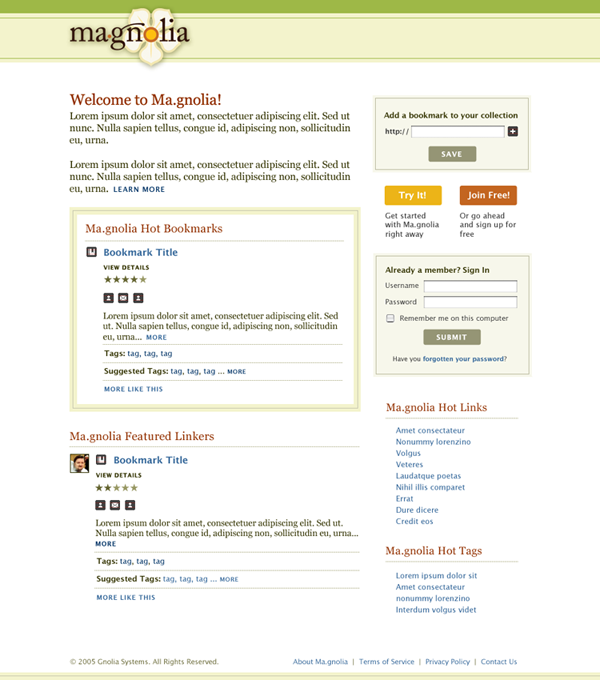 ma.gnolia
Welcome to Ma.gnolia!
Lorem ipsum dolor sit amet, consectetuer adipiscing elit. Sed ut
nunc. Nulla sapien tellus, congue id, adipiscing non, sollicitudin
eu, urna.
Lorem ipsum dolor sit amet, consectetuer adipiscing elit. Sed ut
nunc. Nulla sapien tellus, congue id, adipiscing non, sollicitudin
eu, urna. LEARN MORE
Ma.gnolia Hot Bookmarks
Bookmark Title
VIEW DETAILS
Lorem ipsum dolor sit amet, consectetuer adipiscing elit. Sed
ut. Nulla sapien tellus, congue id, adipiscing non, sollicitudin
eu, urna... MORE
Tags: tag, tag, tag
Suggested Tags: tag, tag, tag ... MORE
MORE LIKE THIS
Ma.gnolia Featured Linkers
Bookmark Title
VIEW DETAILS
Lorem ipsum dolor sit amet, consectetuer adipiscing elit. Sed ut nunc.
Nulla sapien tellus, congue id, adipiscing non, sollicitudin eu, urna...
MORE
Tags: tag, tag, tag
Suggested Tags: tag, tag, tag ... MORE
MORE LIKE THIS
Add a bookmark to your collection
http://
SAVE
Try It!
Get started
with Ma.gnolia
right away
Join Free!
Or go ahead
and sign up for
free
Already a member? Sign In
Username
Password
Remember me on this computer
SUBMIT
Have you forgotten your password?
Ma.gnolia Hot Links
Amet consectateur
Nonummy lorenzino
Volgus
Veteres
Laudatque poetas
Nihil illis comparet
Errat
Dure dicere
Credit eos
Ma.gnolia Hot Tags
Lorem ipsum dolor sit
Amet consectateur
nonummy lorenzino
Interdum volgus videt
© 2005 Gnolia Systems. All Rights Reserved.
About Ma.gnolia | Terms of Service | Privacy Policy | Contact Us